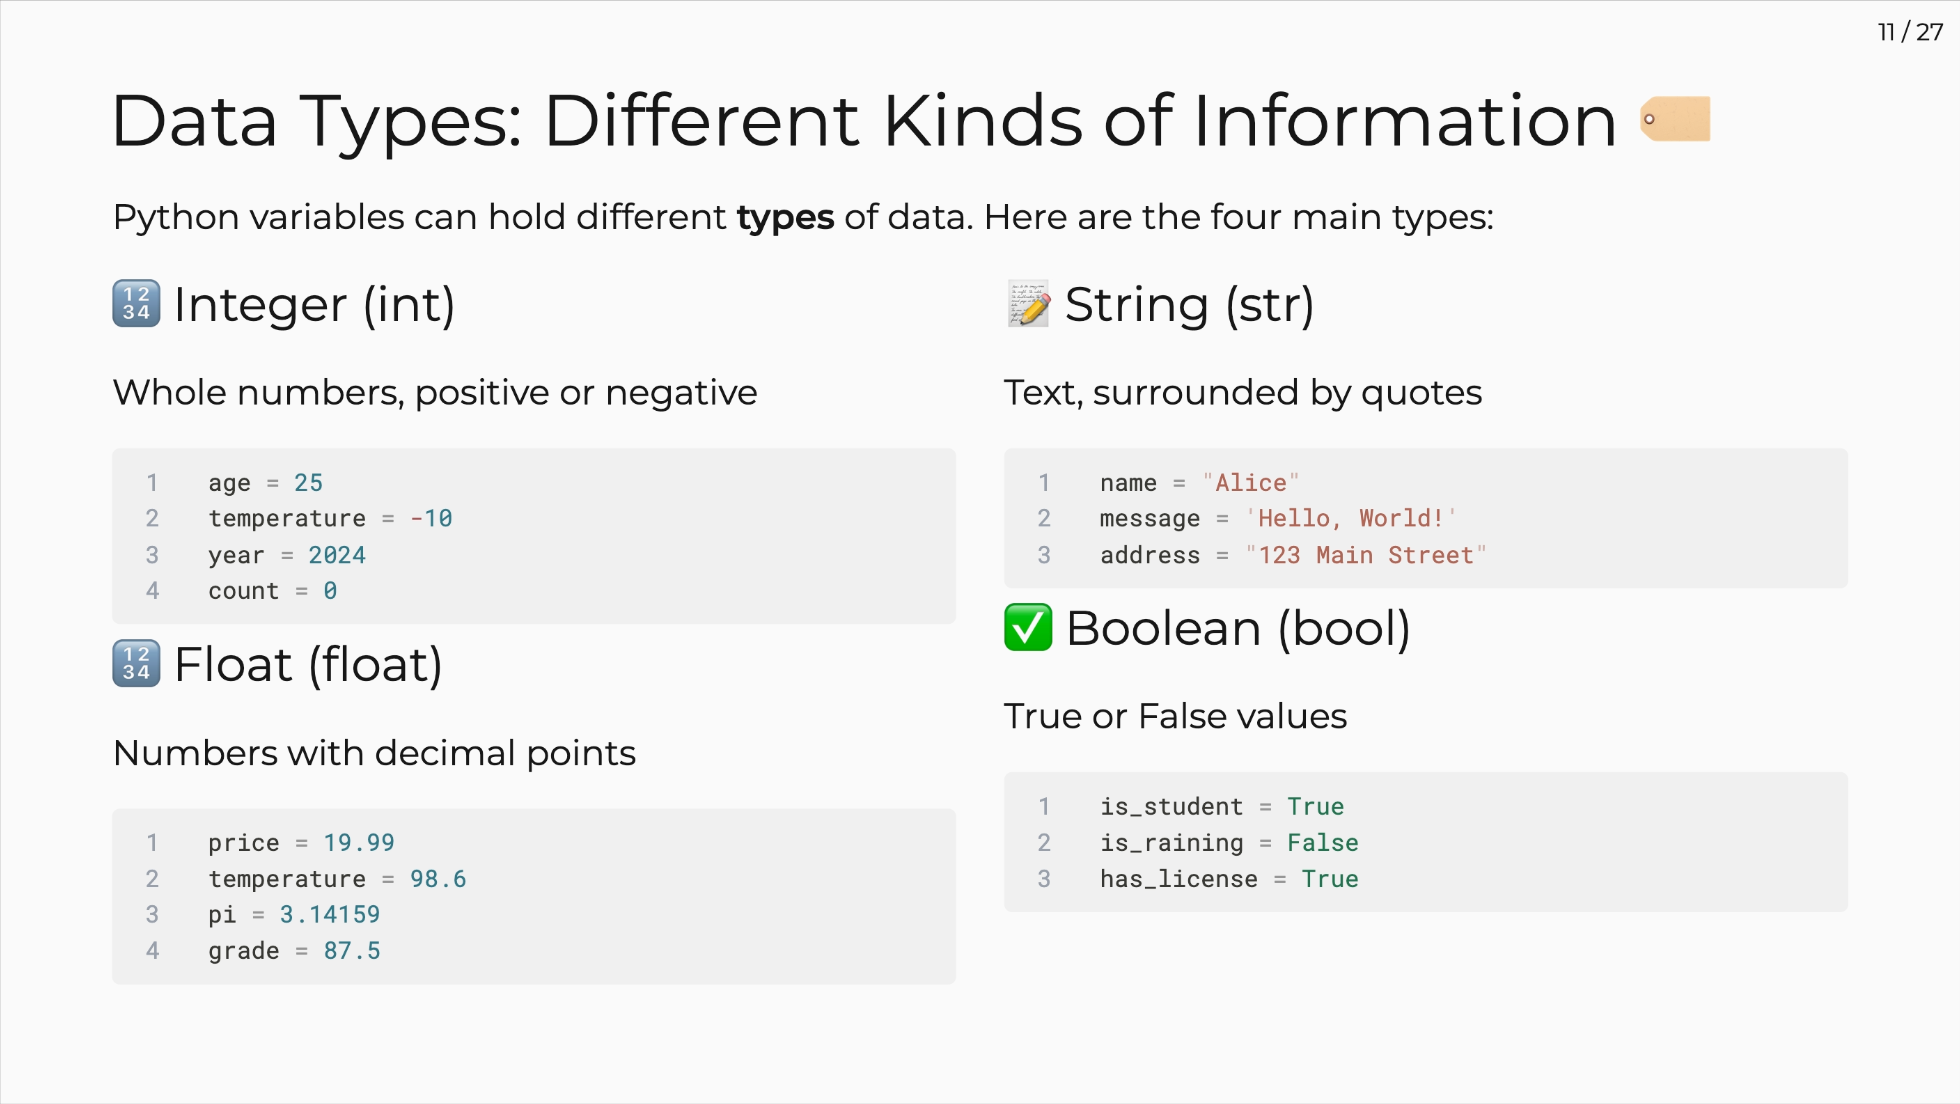 11 / 27
Data Types: Different Kinds of Information
Python variables can hold different types of data. Here are the four main types:
Integer (int)
Whole numbers, positive or negative
1 age = 25
2 temperature = -10
3 year = 2024
4 count = 0
Float (float)
Numbers with decimal points
1 price = 19.99
2 temperature = 98.6
3 pi = 3.14159
4 grade = 87.5
String (str)
Text, surrounded by quotes
1 name = "Alice"
2 message = 'Hello, World!'
3 address = "123 Main Street"
Boolean (bool)
True or False values
1 is_student = True
2 is_raining = False
3 has_license = True